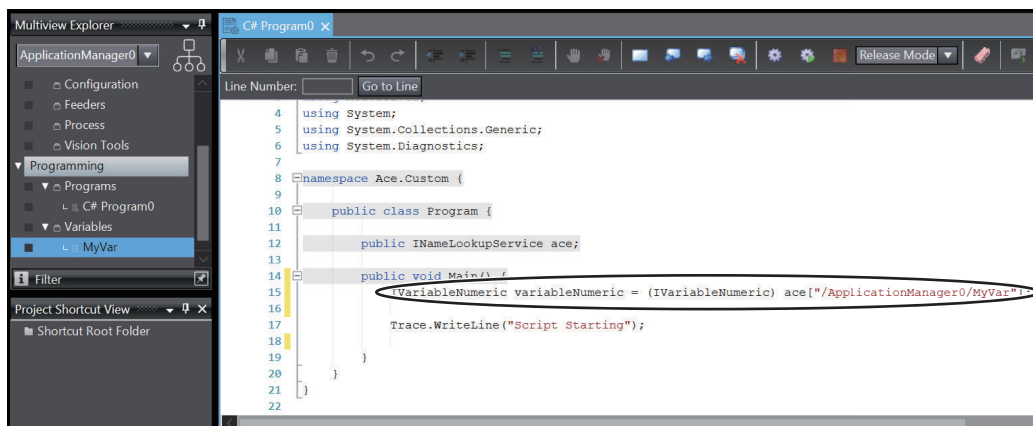 Multiview Explorer
ApplicationManager0
Configuration
Feeders
Process
Vision Tools
Programming
Programs
C# Program0
Variables
MyVar
Filter
Project Shortcut View
Shortcut Root Folder
C# Program0
Release Mode
Line Number:
Go to Line
4 using System;
5 using System.Collections.Generic;
6 using System.Diagnostics;
7
8 namespace Ace.Custom {
9
10 public class Program {
11
12 public INameLookupService ace;
13
14 public void Main() {
15 IVariableNumeric variableNumeric = (IVariableNumeric) ace["/ApplicationManager0/MyVar"];
16
17 Trace.WriteLine("Script Starting");
18
19 }
20 }
21 }
22